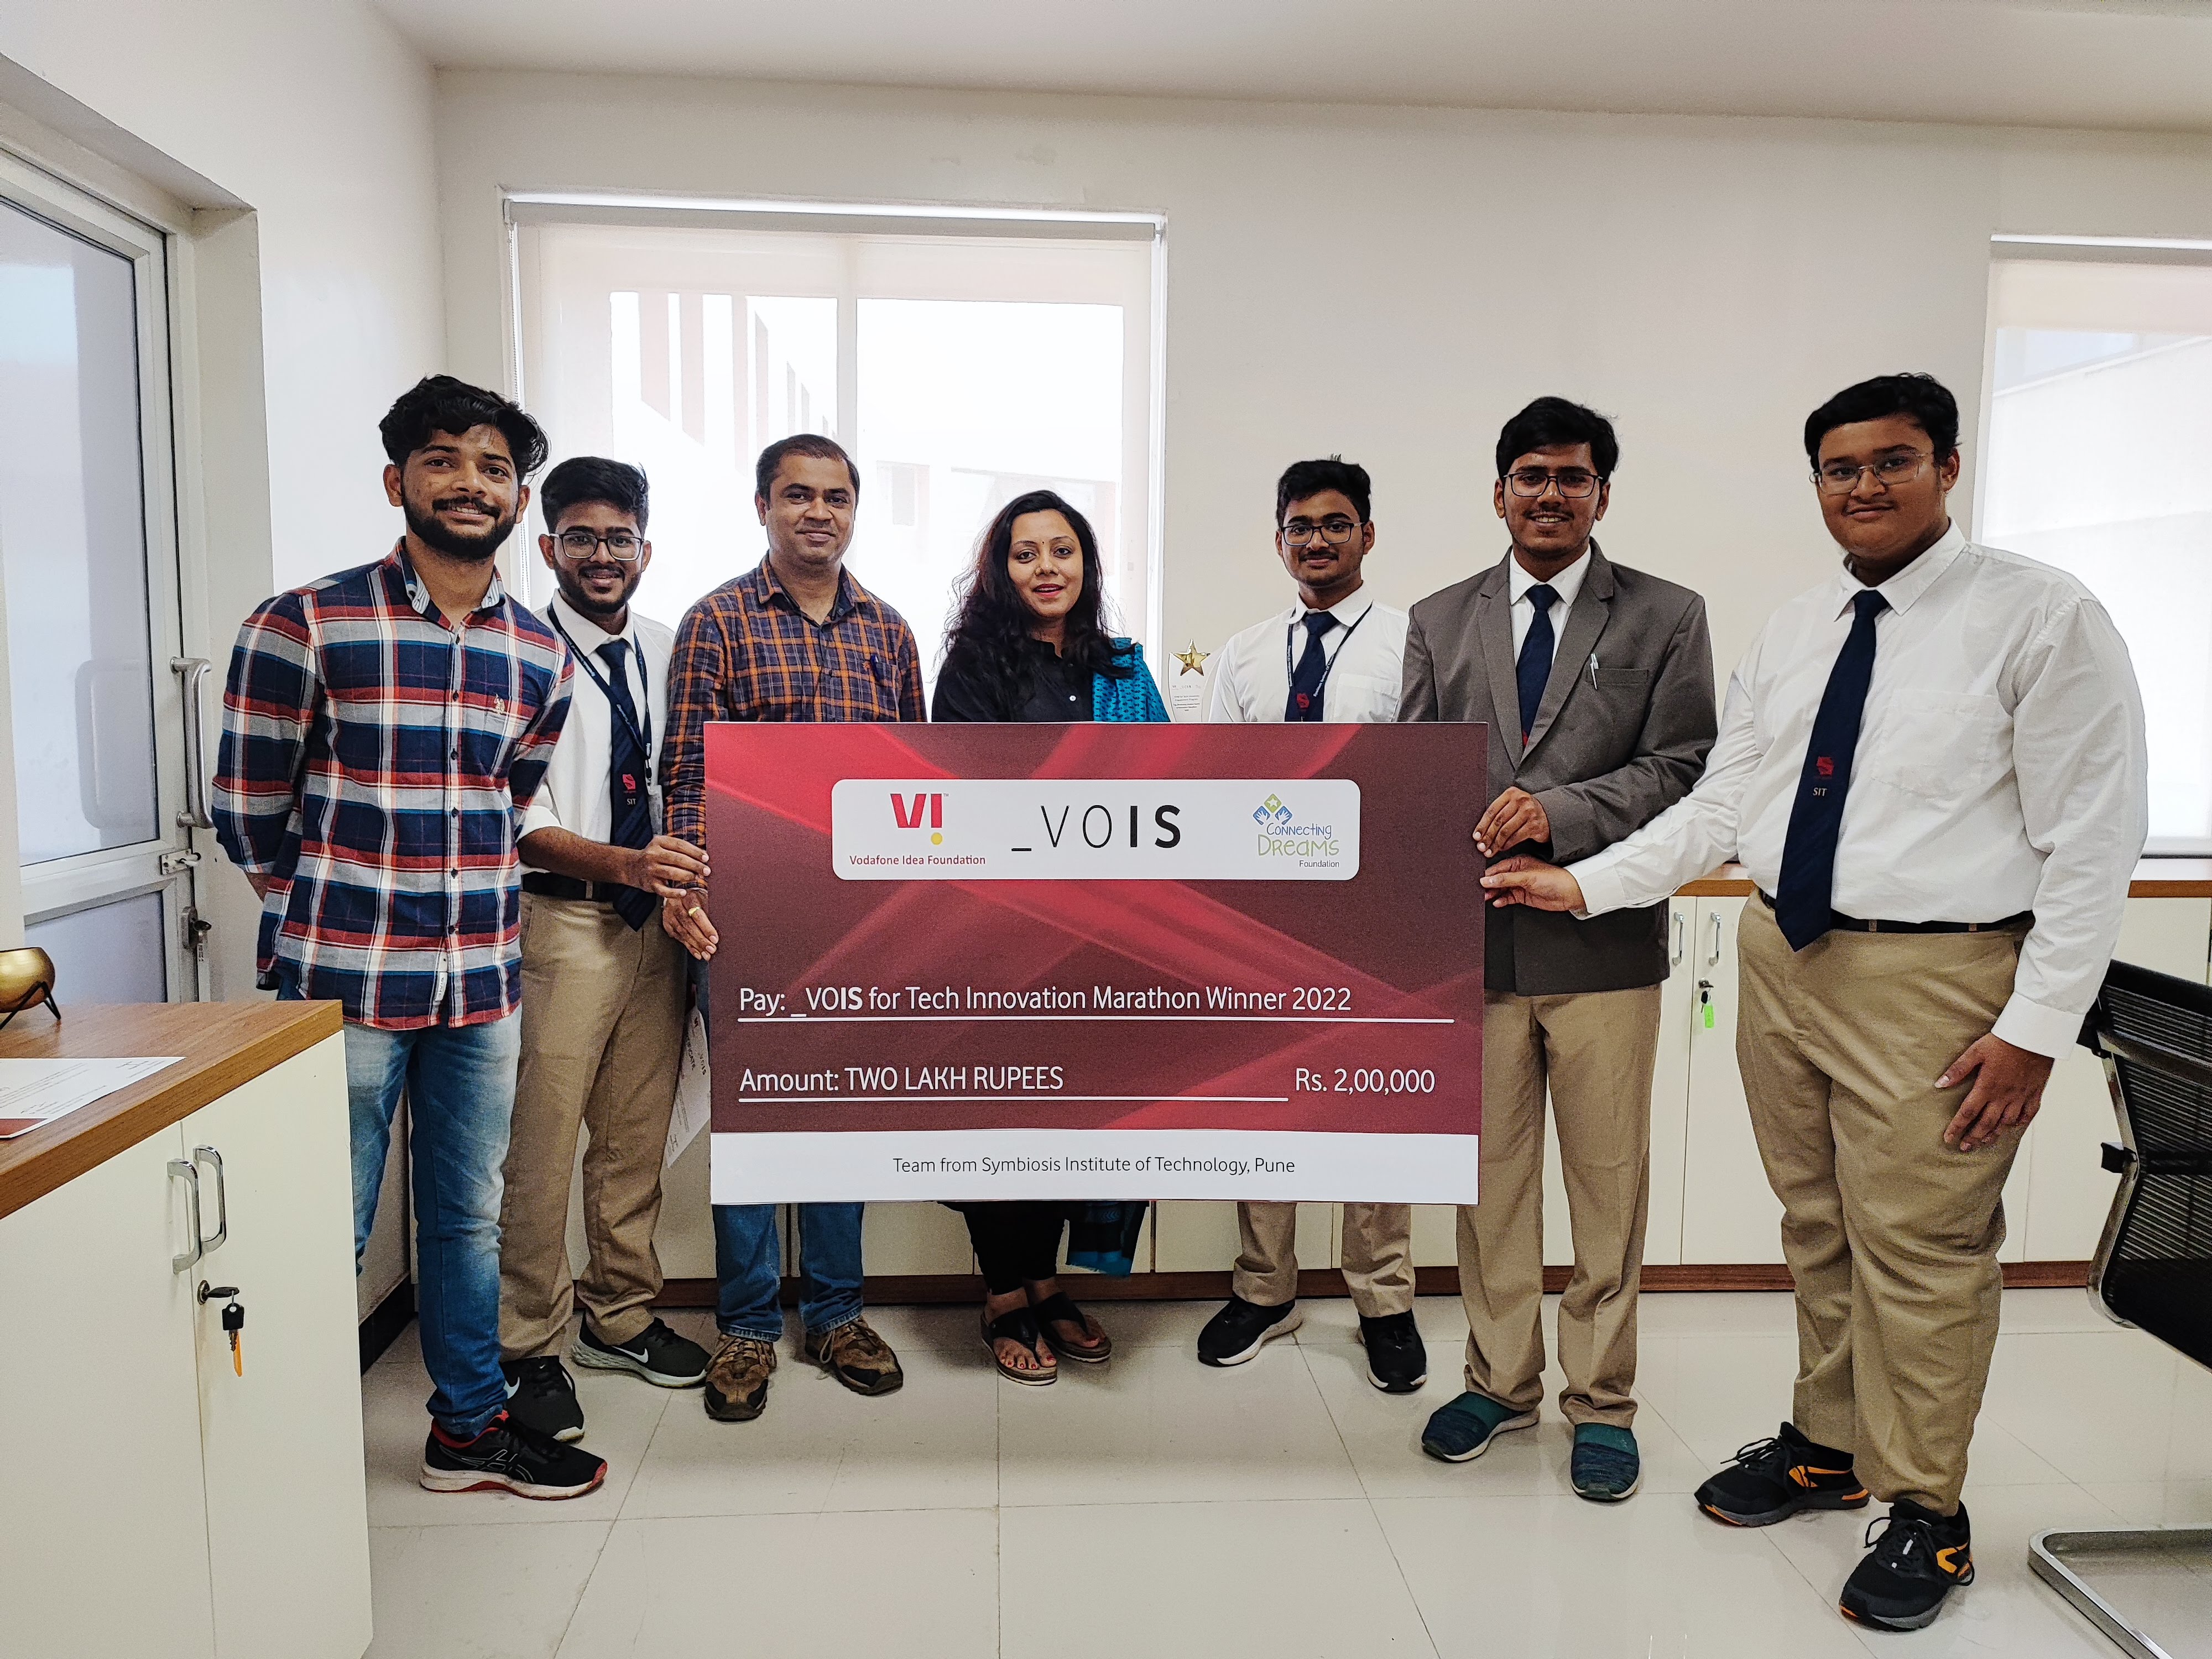 VI™
Vodafone Idea Foundation
_VOIS
Connecting
Dreams
Foundation
Pay: _VOIS for Tech Innovation Marathon Winner 2022
Amount: TWO LAKH RUPEES Rs. 2,00,000
Team from Symbiosis Institute of Technology, Pune
SIT
SIT